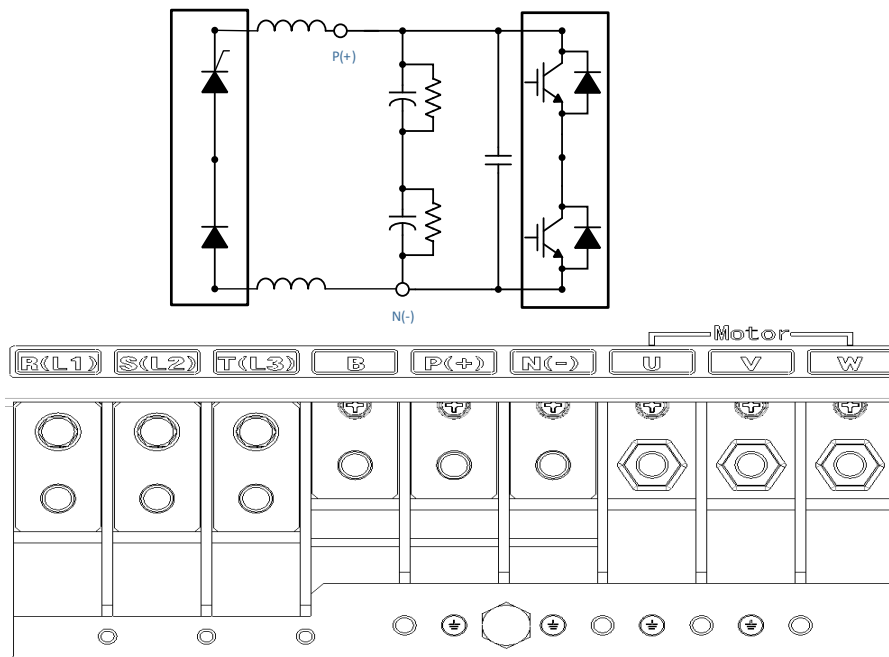 P(+)
N(-)
Motor
R(L1) S(L2) T(L3) B P(+) N(-) U V W